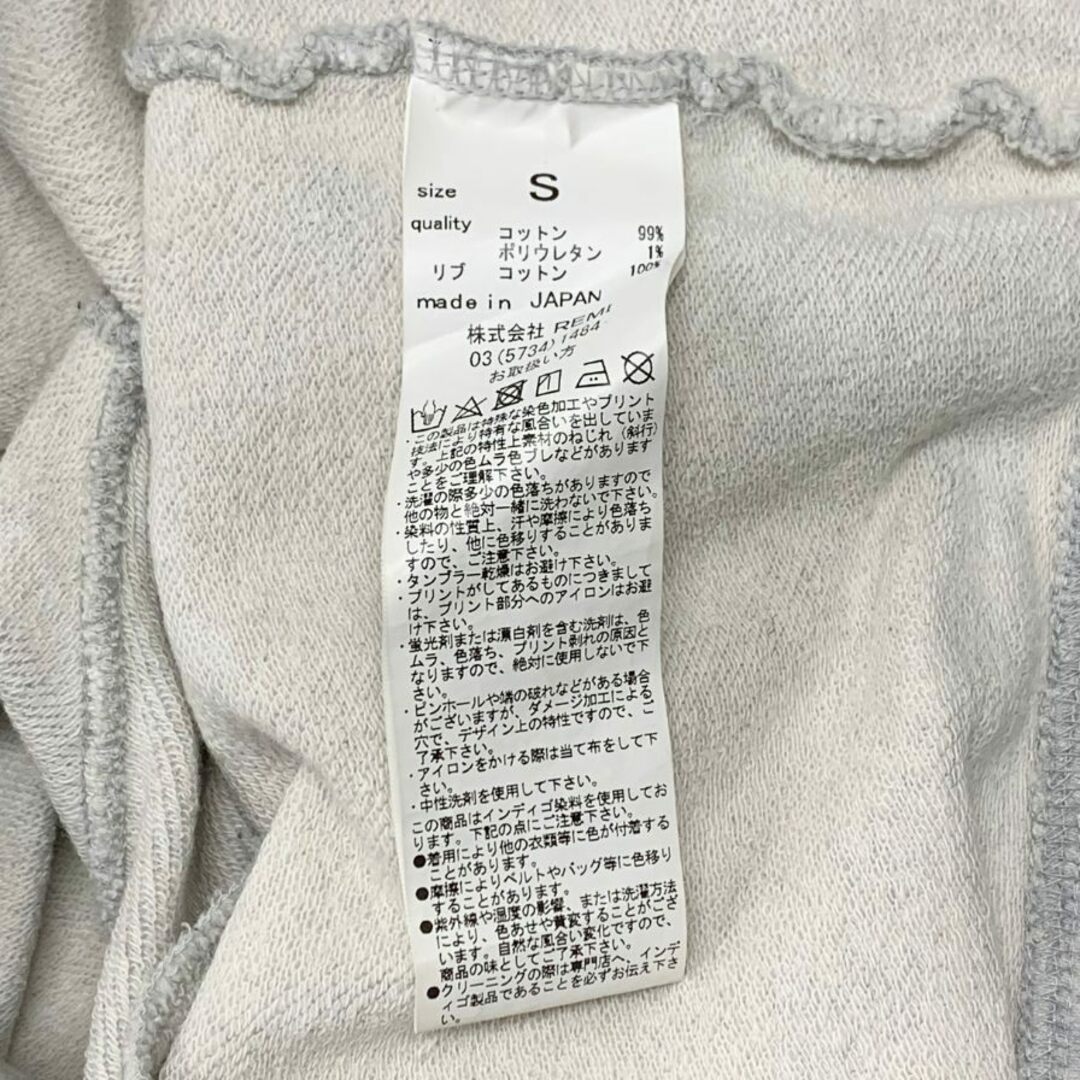 size S
quality コットン 99%
ポリウレタン 1%
リブ コットン 100%
made in JAPAN
株式会社 REMI
03(5734)1484
お取扱い方
・この製品は特殊な染色加工やプリント
技法により特有な風合いを出していま
す。上記の特性上素材のねじれ(斜行)
や多少の色ムラ色ブレなどがあります
ことをご理解下さい。
・洗濯の際多少の色落ちがありますので
他の物と絶対一緒に洗わないで下さい。
・染料の性質上、汗や摩擦により色落ち
したり、他に色移りすることがありま
すので、ご注意下さい。
・タンブラー乾燥はお避け下さい。
・プリントがしてあるものにつきまして
は、プリント部分へのアイロンはお避
け下さい。
・蛍光剤または漂白剤を含む洗剤は、色
ムラ、色落ち、プリント剥れの原因と
なりますので、絶対に使用しないで下
さい。
・ピンホールや端の破れなどがある場合
がございますが、ダメージ加工による
穴で、デザイン上の特性ですので、ご
了承下さい。
・アイロンをかける際は当て布をして下
さい。
・中性洗剤を使用して下さい。
この商品はインディゴ染料を使用してお
ります。下記の点にご注意下さい。
●着用により他の衣類等に色が付着する
ことがあります。
●摩擦によりベルトやバッグ等に色移り
することがあります。
●紫外線や湿度の影響、または洗濯方法
により、色あせや黄変することがござ
います。自然な風合い変化ですので、
商品の味としてご了承下さい。
●クリーニングの際は専門店へ、インデ
ィゴ製品であることを必ずお伝え下さ
い。